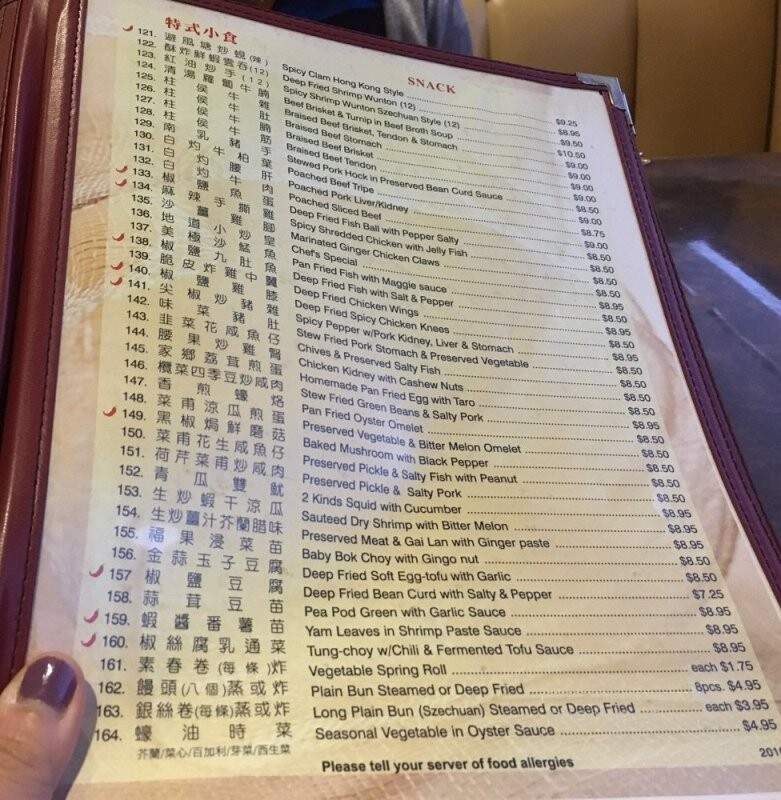 特式小食
SNACK
121. 避風塘炒蜆(辣) Spicy Clam Hong Kong Style $9.25
122. 酥炸鮮蝦雲吞(12) Deep Fried Shrimp Wunton (12) $8.95
123. 紅油炒手(12) Spicy Shrimp Wunton Szechuan Style (12) $9.50
124. 清湯蘿蔔牛腩 Beef Brisket & Turnip in Beef Broth Soup $10.50
125. 柱侯牛雜 Braised Beef Brisket, Tendon & Stomach $9.00
126. 柱侯牛肚 Braised Beef Stomach $9.00
127. 柱侯牛腩 Braised Beef Brisket $9.00
128. 柱侯牛筋 Braised Beef Tendon $9.00
129. 南乳豬手 Stewed Pork Hock in Preserved Bean Curd Sauce $8.50
130. 白灼牛柏葉 Poached Beef Tripe $9.00
131. 白灼腰肝 Poached Pork Liver/Kidney $8.75
132. 白灼牛肉 Poached Sliced Beef $9.00
133. 椒鹽魚蛋 Deep Fried Fish Ball with Pepper Salty $8.50
134. 麻辣手撕雞 Spicy Shredded Chicken with Jelly Fish $8.50
135. 沙薑雞腳 Marinated Ginger Chicken Claws $8.50
136. 地道小炒皇 Chef's Special $8.95
137. 美極沙鯭魚 Pan Fried Fish with Maggie sauce $8.50
138. 椒鹽九肚魚 Deep Fried Fish with Salt & Pepper $8.95
139. 脆皮炸雞中翼 Deep Fried Chicken Wings $8.50
140. 椒鹽雞膝 Deep Fried Spicy Chicken Knees $8.50
141. 尖椒炒豬雜 Spicy Pepper w/Pork Kidney, Liver & Stomach $8.95
142. 味菜豬肚 Stew Fried Pork Stomach & Preserved Vegetable $8.50
143. 韭菜花咸魚仔 Chives & Preserved Salty Fish $8.50
144. 腰果炒雞腎 Chicken Kidney with Cashew Nuts $8.50
145. 家鄉荔茸煎蛋 Homemade Pan Fried Egg with Taro $8.50
146. 欖菜四季豆炒咸肉 Stew Fried Green Beans & Salty Pork $8.95
147. 香煎蠔烙 Pan Fried Oyster Omelet $8.50
148. 菜甫涼瓜煎蛋 Preserved Vegetable & Bitter Melon Omelet $8.50
149. 黑椒焗鮮蘑菇 Baked Mushroom with Black Pepper $8.50
150. 菜甫花生咸魚仔 Preserved Pickle & Salty Fish with Peanut $8.50
151. 荷芹菜甫炒咸肉 Preserved Pickle & Salty Pork $8.50
152. 青瓜雙魷 2 Kinds Squid with Cucumber $8.95
153. 生炒蝦干涼瓜 Sauteed Dry Shrimp with Bitter Melon $8.95
154. 生炒薑汁芥蘭腊味 Preserved Meat & Gai Lan with Ginger paste $8.95
155. 福果浸菜苗 Baby Bok Choy with Gingo nut $8.50
156. 金蒜玉子豆腐 Deep Fried Soft Egg-tofu with Garlic $8.50
157 椒鹽豆腐 Deep Fried Bean Curd with Salty & Pepper $7.25
158. 蒜茸豆苗 Pea Pod Green with Garlic Sauce $8.95
159. 蝦醬番薯苗 Yam Leaves in Shrimp Paste Sauce $8.95
160. 椒絲腐乳通菜 Tung-choy w/Chili & Fermented Tofu Sauce $8.95
161. 素春卷(每條)炸 Vegetable Spring Roll each $1.75
162. 饅頭(八個)蒸或炸 Plain Bun Steamed or Deep Fried 8pcs. $4.95
163. 銀絲卷(每條)蒸或炸 Long Plain Bun (Szechuan) Steamed or Deep Fried each $3.95
164. 蠔油時菜 Seasonal Vegetable in Oyster Sauce $4.95
芥蘭/菜心/百加利/芽菜/西生菜
Please tell your server of food allergies